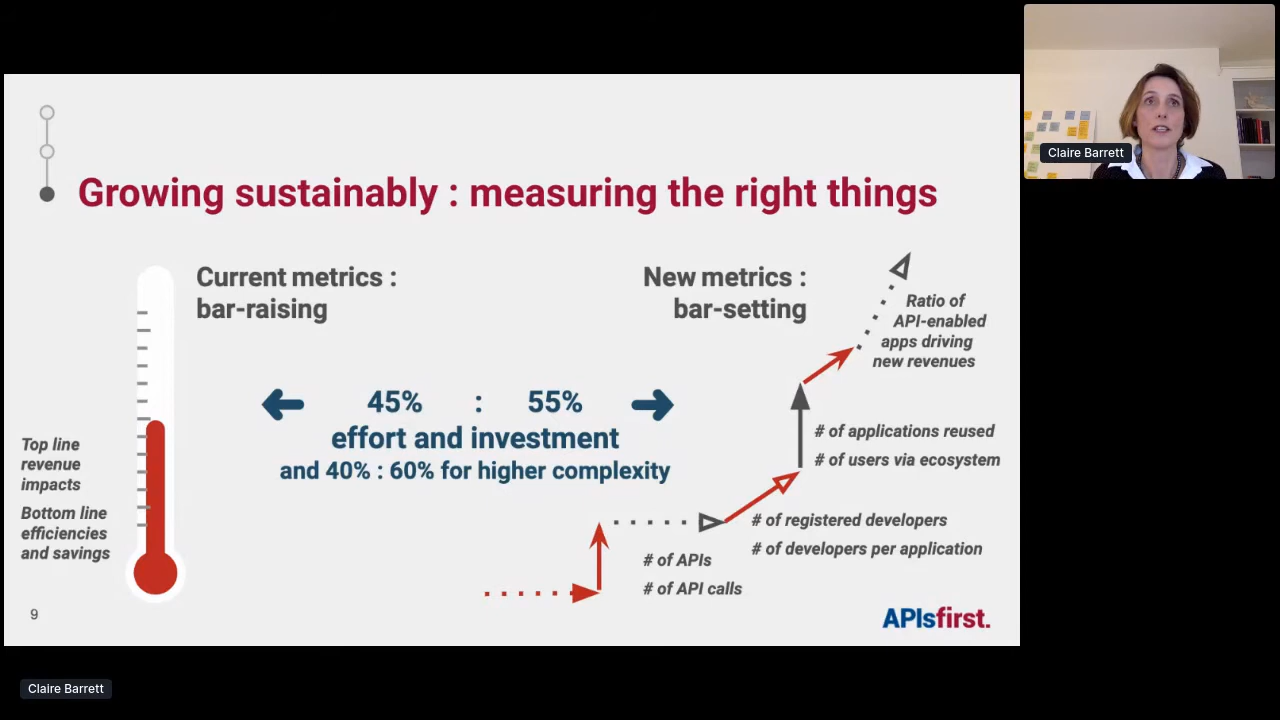 Growing sustainably : measuring the right things
Current metrics :
bar-raising
New metrics :
bar-setting
Ratio of
API-enabled
apps driving
new revenues
45% : 55%
effort and investment
and 40% : 60% for higher complexity
Top line
revenue
impacts
Bottom line
efficiencies
and savings
# of applications reused
# of users via ecosystem
# of registered developers
# of developers per application
# of APIs
# of API calls
9
APIsfirst.
Claire Barrett
Claire Barrett